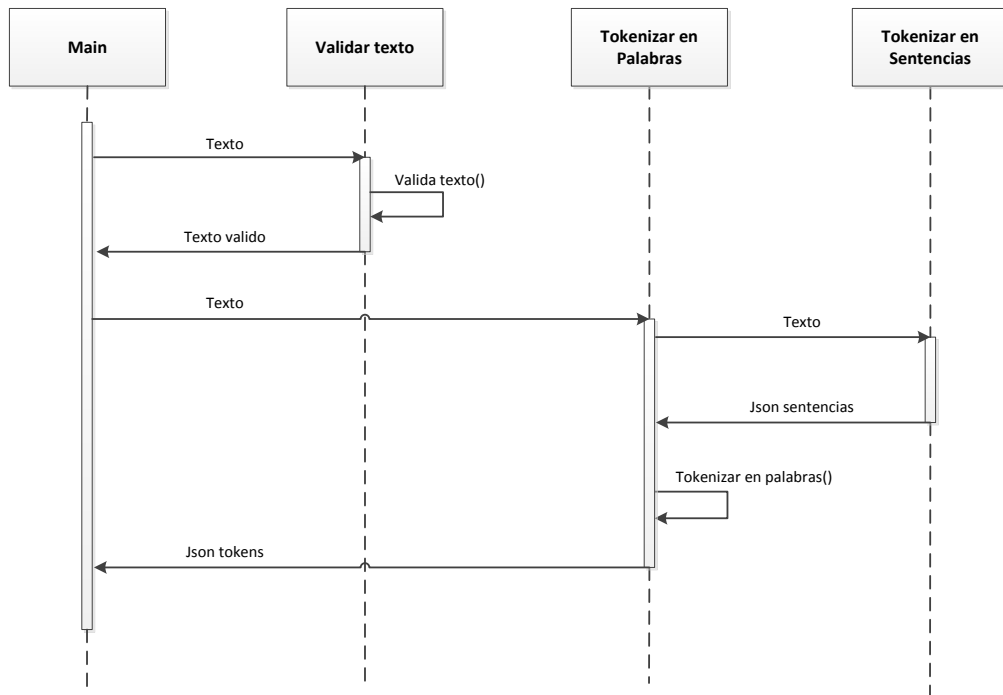 Main
Validar texto
Tokenizar en
Palabras
Tokenizar en
Sentencias
Texto
Valida texto()
Texto valido
Texto
Texto
Json sentencias
Tokenizar en palabras()
Json tokens